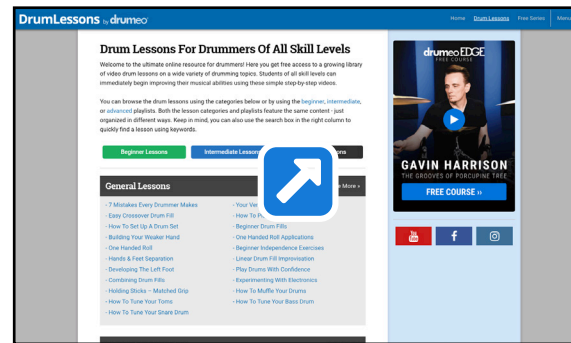 DrumLessons by drumeo
Home Drum Lessons Free Series Menu
Drum Lessons For Drummers Of All Skill Levels
Welcome to the ultimate online resource for drummers! Here you get free access to a growing library
of video drum lessons on a wide variety of drumming topics. Students of all skill levels can
immediately begin improving their musical abilities using these simple step-by-step videos.
You can browse the drum lessons using the categories below or by using the beginner, intermediate,
or advanced playlists. Both the lesson categories and playlists feature the same content - just
organized in different ways. Keep in mind, you can also use the search box in the right column to
quickly find a lesson using keywords.
Beginner Lessons
Intermediate Lesson
ons
General Lessons
More »
- 7 Mistakes Every Drummer Makes
- Easy Crossover Drum Fill
- How To Set Up A Drum Set
- Building Your Weaker Hand
- One Handed Roll
- Hands & Feet Separation
- Developing The Left Foot
- Combining Drum Fills
- Holding Sticks – Matched Grip
- How To Tune Your Toms
- How To Tune Your Snare Drum
- Your Ve
- How To P
- Beginner Drum Fills
- One Handed Roll Applications
- Beginner Independence Exercises
- Linear Drum Fill Improvisation
- Play Drums With Confidence
- Experimenting With Electronics
- How To Muffle Your Drums
- How To Tune Your Bass Drum
drumeo EDGE
FREE COURSE
GAVIN HARRISON
THE GROOVES OF PORCUPINE TREE
FREE COURSE »
You
Tube
f